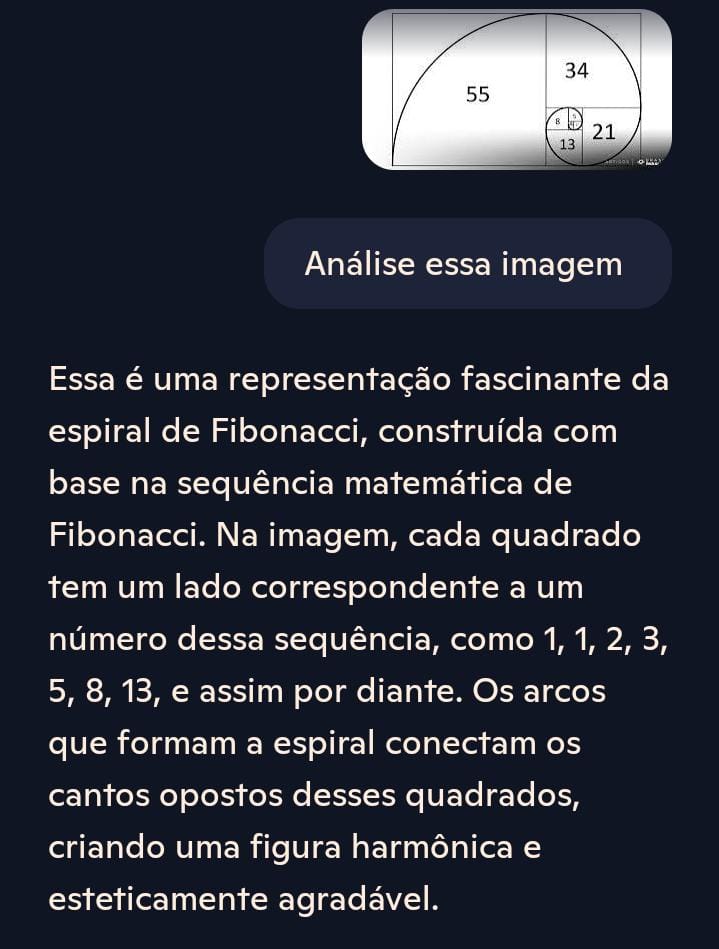 34
55
8
5
21
13
Análise essa imagem
Essa é uma representação fascinante da
espiral de Fibonacci, construída com
base na sequência matemática de
Fibonacci. Na imagem, cada quadrado
tem um lado correspondente a um
número dessa sequência, como 1, 1, 2, 3,
5, 8, 13, e assim por diante. Os arcos
que formam a espiral conectam os
cantos opostos desses quadrados,
criando uma figura harmônica e
esteticamente agradável.